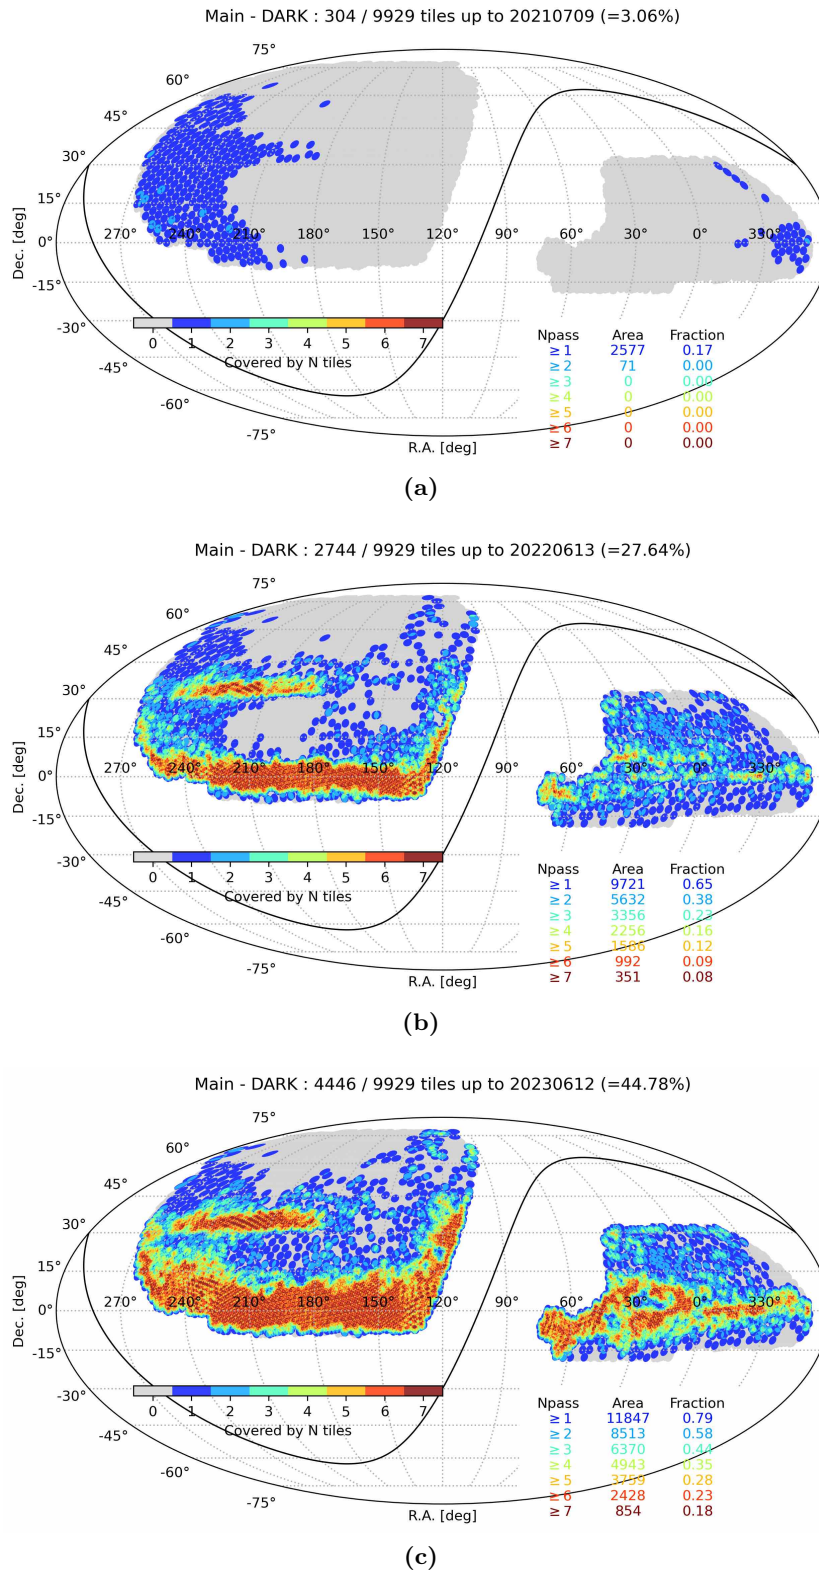 Main - DARK : 304 / 9929 tiles up to 20210709 (=3.06%)
75°
60°
45°
30°
15°
0°
-15°
-30°
-45°
-60°
-75°
270° 240° 210° 180° 150° 120° 90° 60° 30° 0° 330°
Dec. [deg]
0 1 2 3 4 5 6 7
Covered by N tiles
R.A. [deg]
Npass Area Fraction
≥ 1 2577 0.17
≥ 2 71 0.00
≥ 3 0 0.00
≥ 4 0 0.00
≥ 5 0 0.00
≥ 6 0 0.00
≥ 7 0 0.00
(a)
Main - DARK : 2744 / 9929 tiles up to 20220613 (=27.64%)
75°
60°
45°
30°
15°
0°
-15°
-30°
-45°
-60°
-75°
270° 240° 210° 180° 150° 120° 90° 60° 30° 0° 330°
Dec. [deg]
0 1 2 3 4 5 6 7
Covered by N tiles
R.A. [deg]
Npass Area Fraction
≥ 1 9721 0.65
≥ 2 5632 0.38
≥ 3 3356 0.23
≥ 4 2256 0.16
≥ 5 1586 0.12
≥ 6 992 0.09
≥ 7 351 0.08
(b)
Main - DARK : 4446 / 9929 tiles up to 20230612 (=44.78%)
75°
60°
45°
30°
15°
0°
-15°
-30°
-45°
-60°
-75°
270° 240° 210° 180° 150° 120° 90° 60° 30° 0° 330°
Dec. [deg]
0 1 2 3 4 5 6 7
Covered by N tiles
R.A. [deg]
Npass Area Fraction
≥ 1 11847 0.79
≥ 2 8513 0.58
≥ 3 6370 0.44
≥ 4 4943 0.35
≥ 5 3759 0.28
≥ 6 2428 0.23
≥ 7 854 0.18
(c)